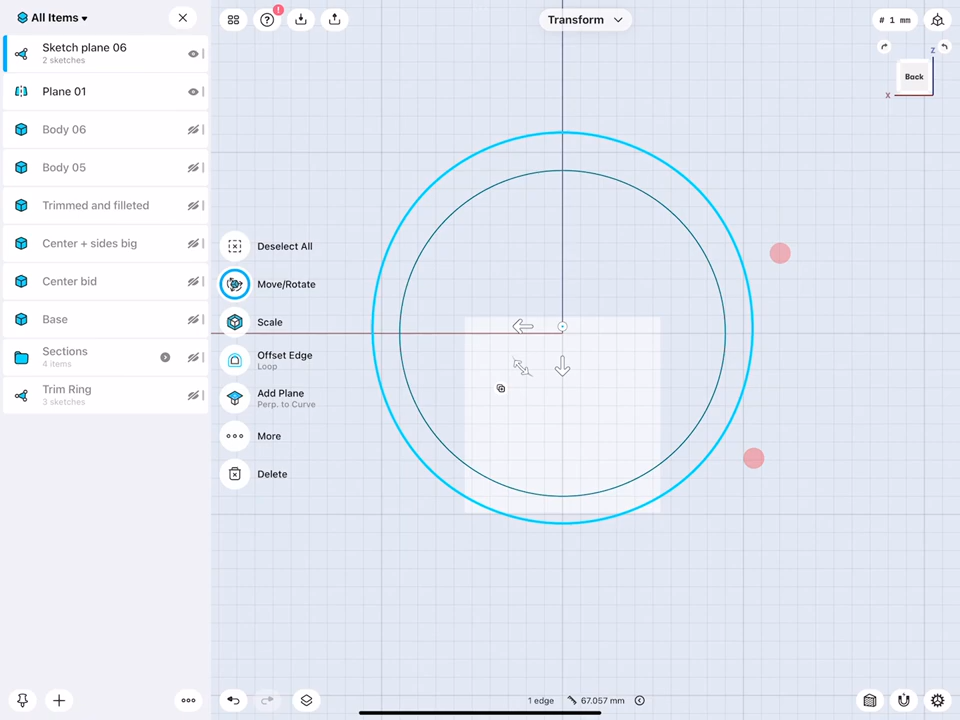 All Items
Transform
# 1 mm
!
?
Sketch plane 06
2 sketches
Z
Back
X
Plane 01
Body 06
Body 05
Trimmed and filleted
Center + sides big
Center bid
Base
Sections
4 items
Trim Ring
3 sketches
Deselect All
Move/Rotate
Scale
Offset Edge
Loop
Add Plane
Perp. to Curve
More
Delete
1 edge
67.057 mm